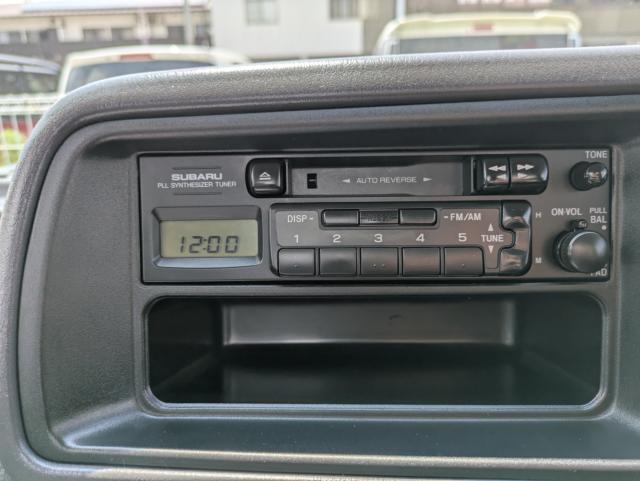 SUBARU
PLL SYNTHESIZER TUNER
◄ AUTO REVERSE ►
TONE
12:00
DISP
FM/AM
1 2 3 4 5
▲
TUNE
▼
H
M
ON·VOL
PULL
BAL